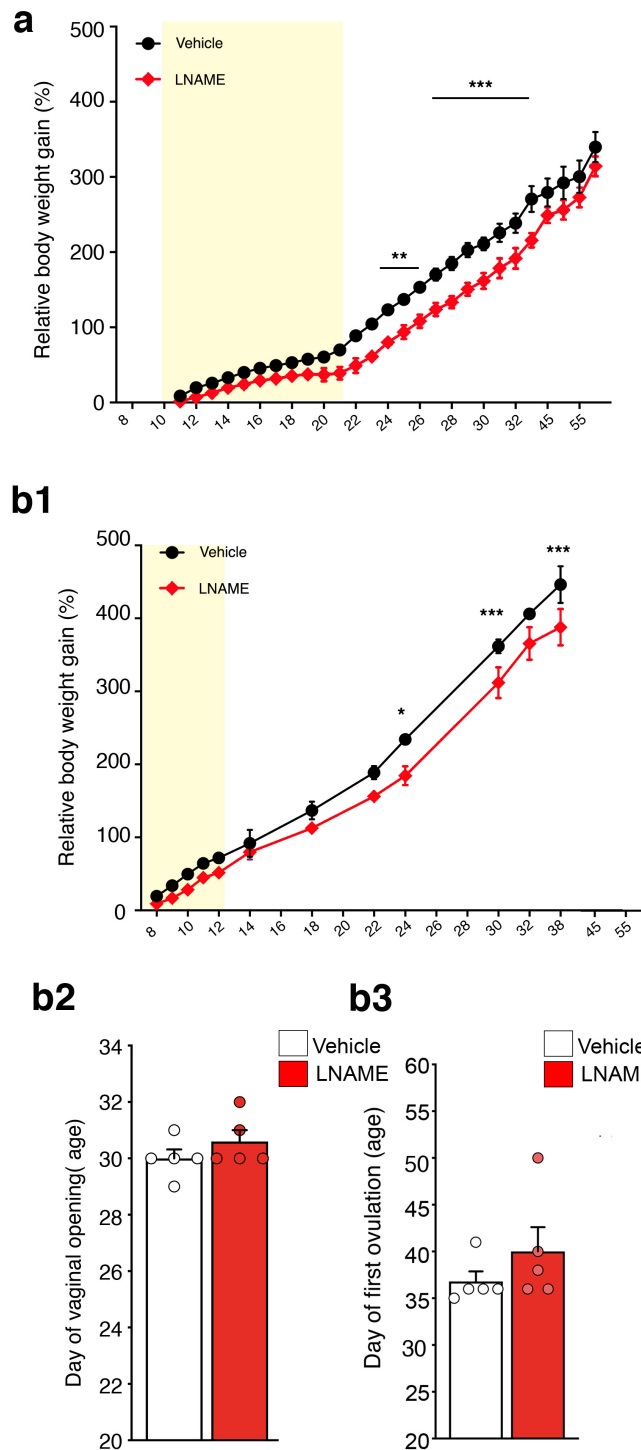 a
500
400
300
200
100
0
Relative body weight gain (%)
Vehicle
LNAME
**
***
8 10 12 14 16 18 20 22 24 26 28 30 32 45 55
b1
500
400
300
200
100
0
Relative body weight gain (%)
Vehicle
LNAME
*
***
***
8 10 12 14 16 18 20 22 24 26 28 30 32 38 45 55
b2
34
32
30
28
26
24
22
20
Day of vaginal opening( age)
Vehicle
LNAME
b3
60
55
50
45
40
35
30
25
20
Day of first ovulation (age)
Vehicle
LNAM